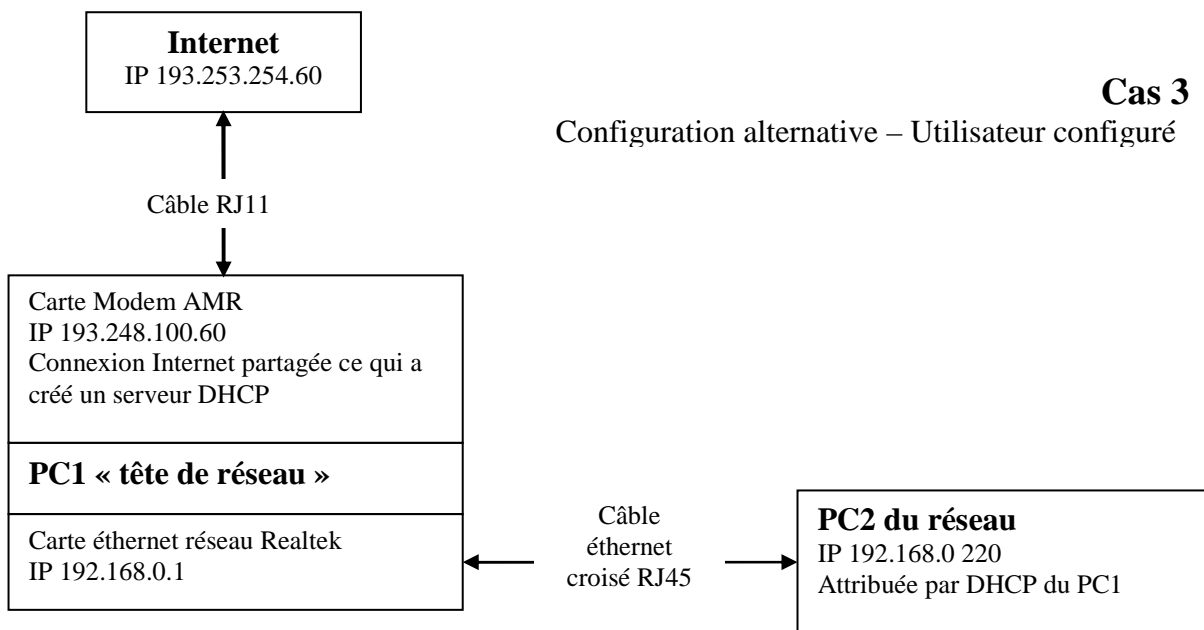 Internet
IP 193.253.254.60
Cas 3
Configuration alternative – Utilisateur configuré
Câble RJ11
Carte Modem AMR
IP 193.248.100.60
Connexion Internet partagée ce qui a
créé un serveur DHCP
PC1 « tête de réseau »
Carte éthernet réseau Realtek
IP 192.168.0.1
Câble
éthernet
croisé RJ45
PC2 du réseau
IP 192.168.0 220
Attribuée par DHCP du PC1